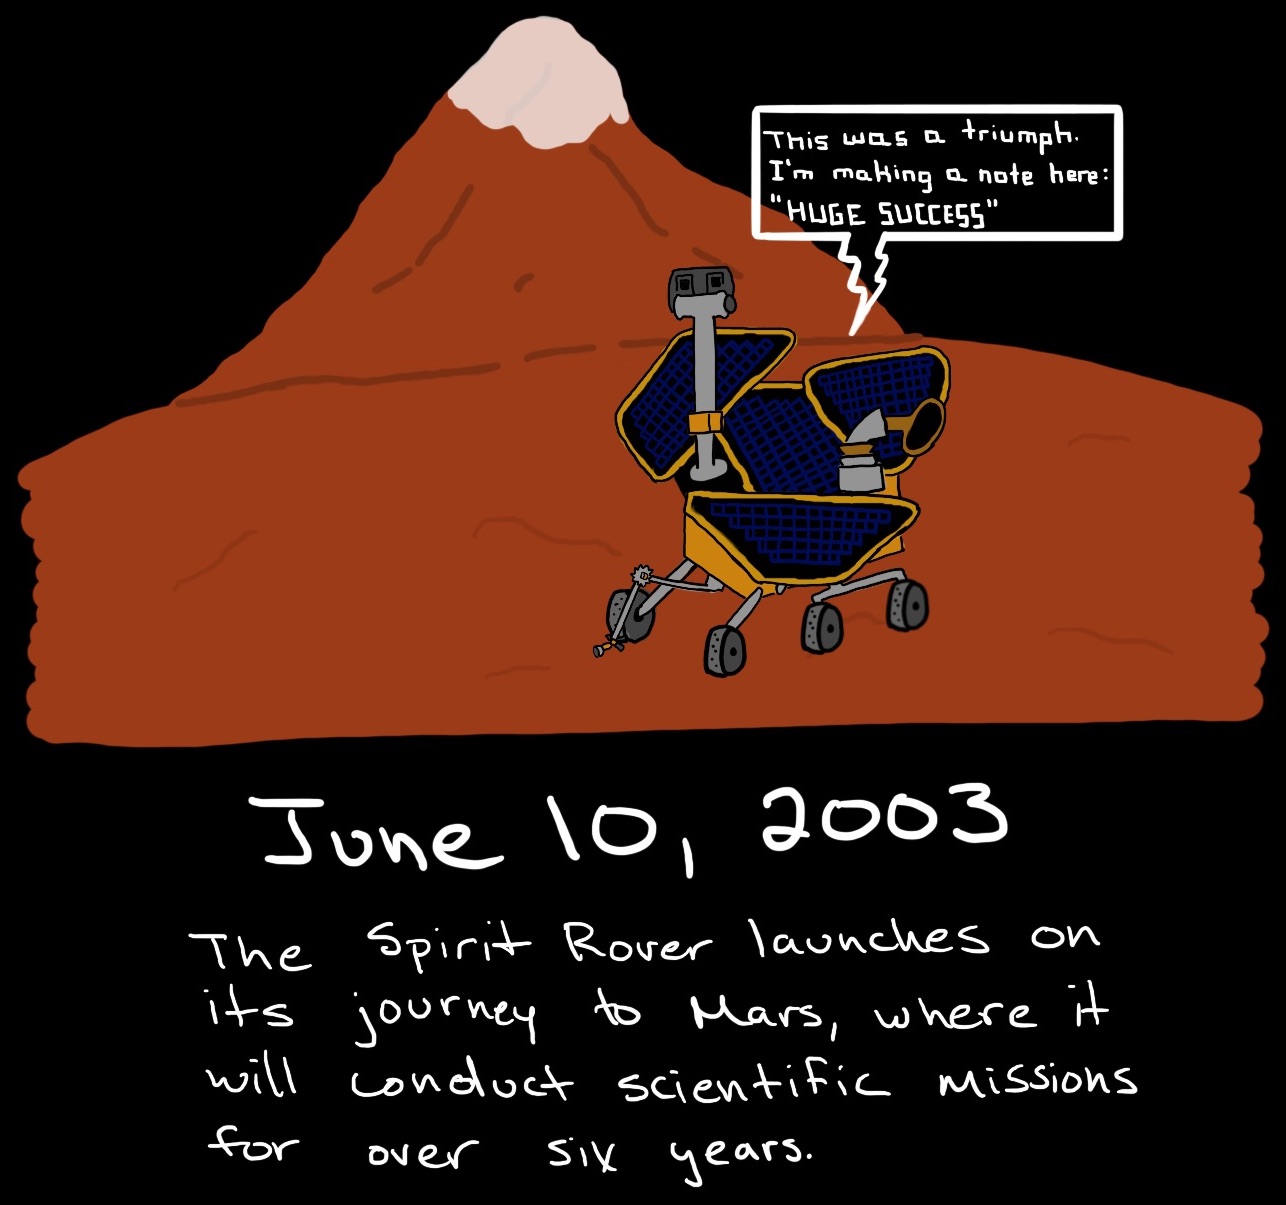 This was a triumph.
I'm making a note here:
"HUGE SUCCESS"
June 10, 2003
The Spirit Rover launches on
its journey to Mars, where it
will conduct scientific missions
for over six years.